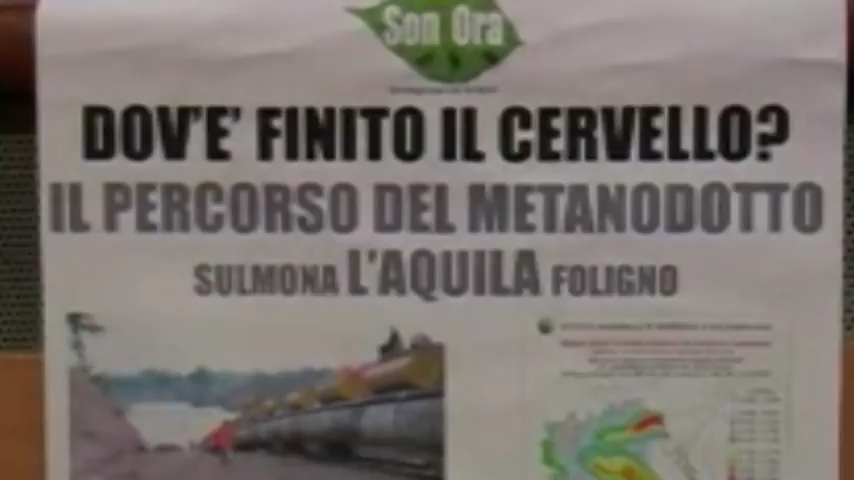 Son Ora
DOV'E' FINITO IL CERVELLO?
IL PERCORSO DEL METANODOTTO
SULMONA L'AQUILA FOLIGNO